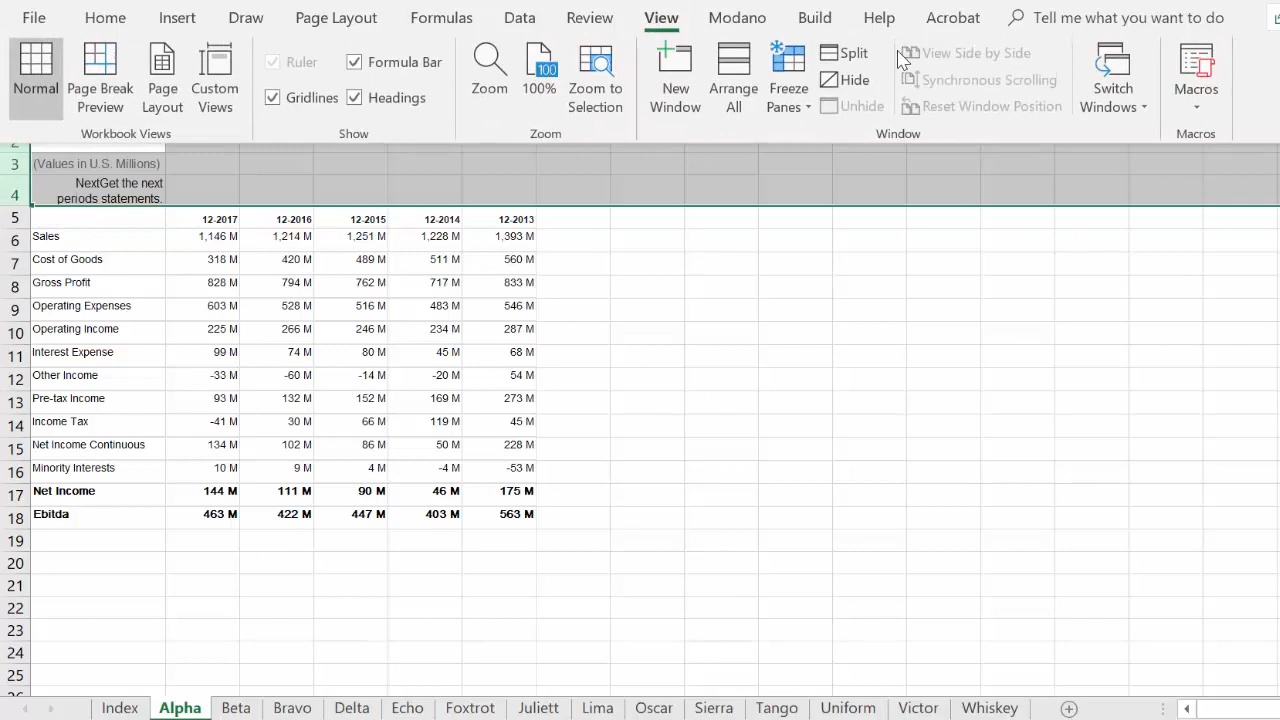 File Home Insert Draw Page Layout Formulas Data Review View Modano Build Help Acrobat Tell me what you want to do
Normal Page Break Preview Page Layout Custom Views
Workbook Views
Ruler Formula Bar
Gridlines Headings
Show
Zoom 100% Zoom to Selection
100
Zoom
New Window Arrange All Freeze Panes
Split
Hide
Unhide
View Side by Side
Synchronous Scrolling
Reset Window Position
Window
Switch Windows
Macros
Macros
3 (Values in U.S. Millions)
NextGet the next
4 periods statements.
5 12-2017 12-2016 12-2015 12-2014 12-2013
6 Sales 1,146 M 1,214 M 1,251 M 1,228 M 1,393 M
7 Cost of Goods 318 M 420 M 489 M 511 M 560 M
8 Gross Profit 828 M 794 M 762 M 717 M 833 M
9 Operating Expenses 603 M 528 M 516 M 483 M 546 M
10 Operating Income 225 M 266 M 246 M 234 M 287 M
11 Interest Expense 99 M 74 M 80 M 45 M 68 M
12 Other Income -33 M -60 M -14 M -20 M 54 M
13 Pre-tax Income 93 M 132 M 152 M 169 M 273 M
14 Income Tax -41 M 30 M 66 M 119 M 45 M
15 Net Income Continuous 134 M 102 M 86 M 50 M 228 M
16 Minority Interests 10 M 9 M 4 M -4 M -53 M
17 Net Income 144 M 111 M 90 M 46 M 175 M
18 Ebitda 463 M 422 M 447 M 403 M 563 M
19
20
21
22
23
24
25
Index Alpha Beta Bravo Delta Echo Foxtrot Juliett Lima Oscar Sierra Tango Uniform Victor Whiskey